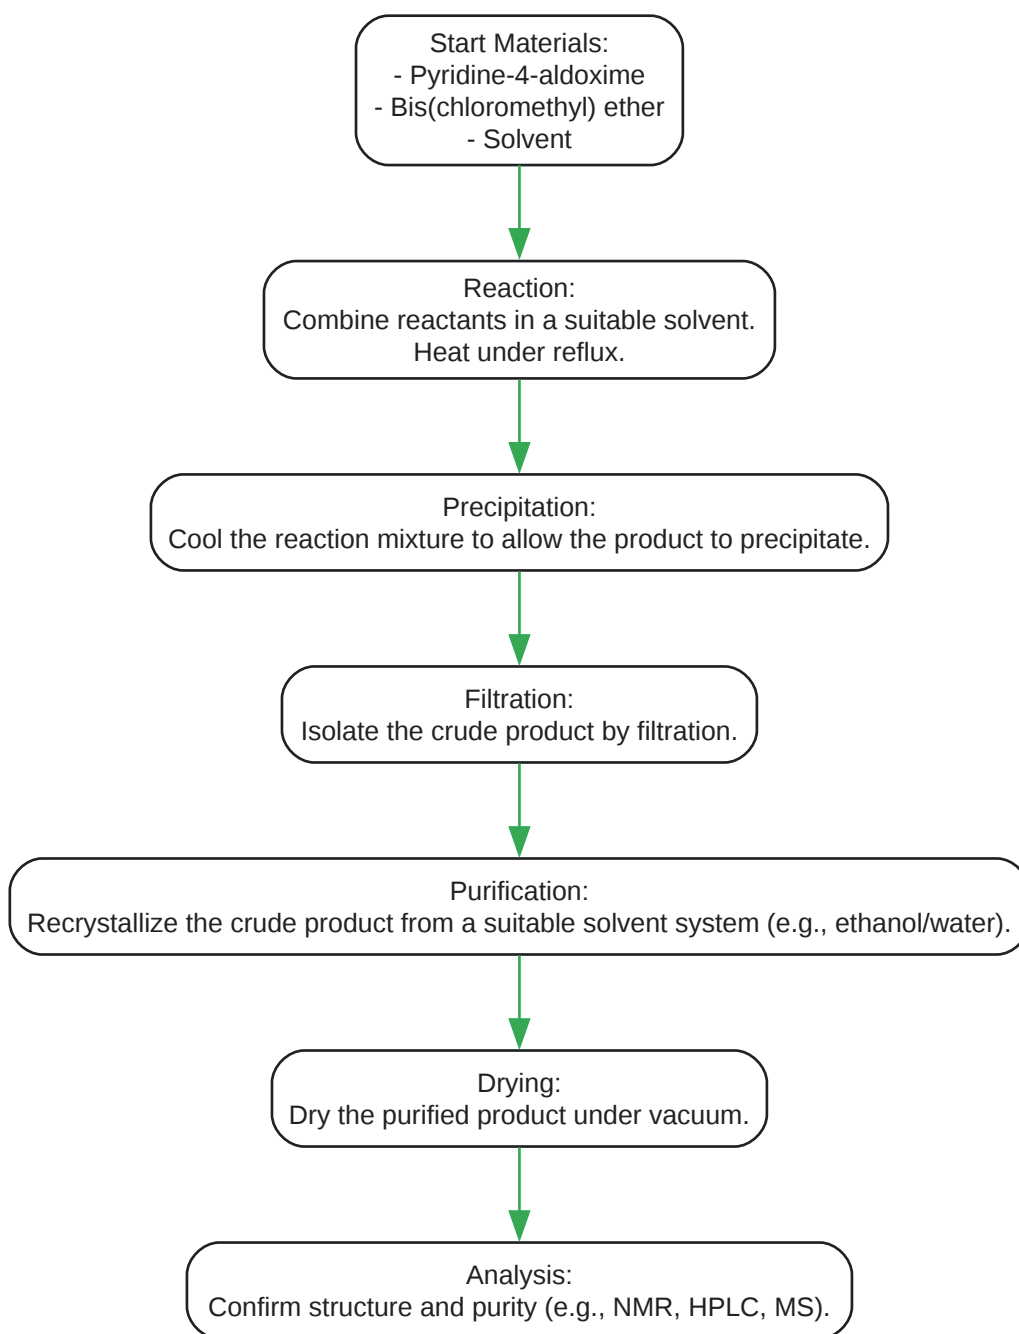 Start Materials:
- Pyridine-4-aldoxime
- Bis(chloromethyl) ether
- Solvent
Reaction:
Combine reactants in a suitable solvent.
Heat under reflux.
Precipitation:
Cool the reaction mixture to allow the product to precipitate.
Filtration:
Isolate the crude product by filtration.
Purification:
Recrystallize the crude product from a suitable solvent system (e.g., ethanol/water).
Drying:
Dry the purified product under vacuum.
Analysis:
Confirm structure and purity (e.g., NMR, HPLC, MS).